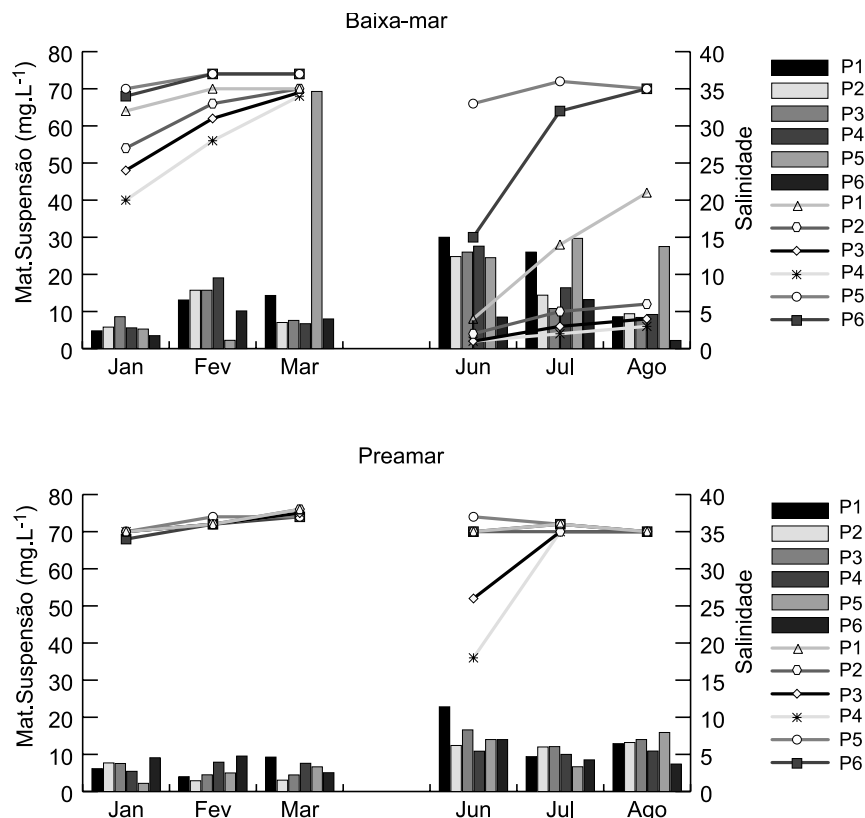 Baixa-mar
Mat.Suspensão (mg.L⁻¹)
80
70
60
50
40
30
20
10
0
Jan Fev Mar Jun Jul Ago
40
35
30
25
20
15
10
5
0
Salinidade
P1
P2
P3
P4
P5
P6
P1
P2
P3
P4
P5
P6
Preamar
Mat.Suspensão (mg.L⁻¹)
80
70
60
50
40
30
20
10
0
Jan Fev Mar Jun Jul Ago
40
35
30
25
20
15
10
5
0
Salinidade
P1
P2
P3
P4
P5
P6
P1
P2
P3
P4
P5
P6